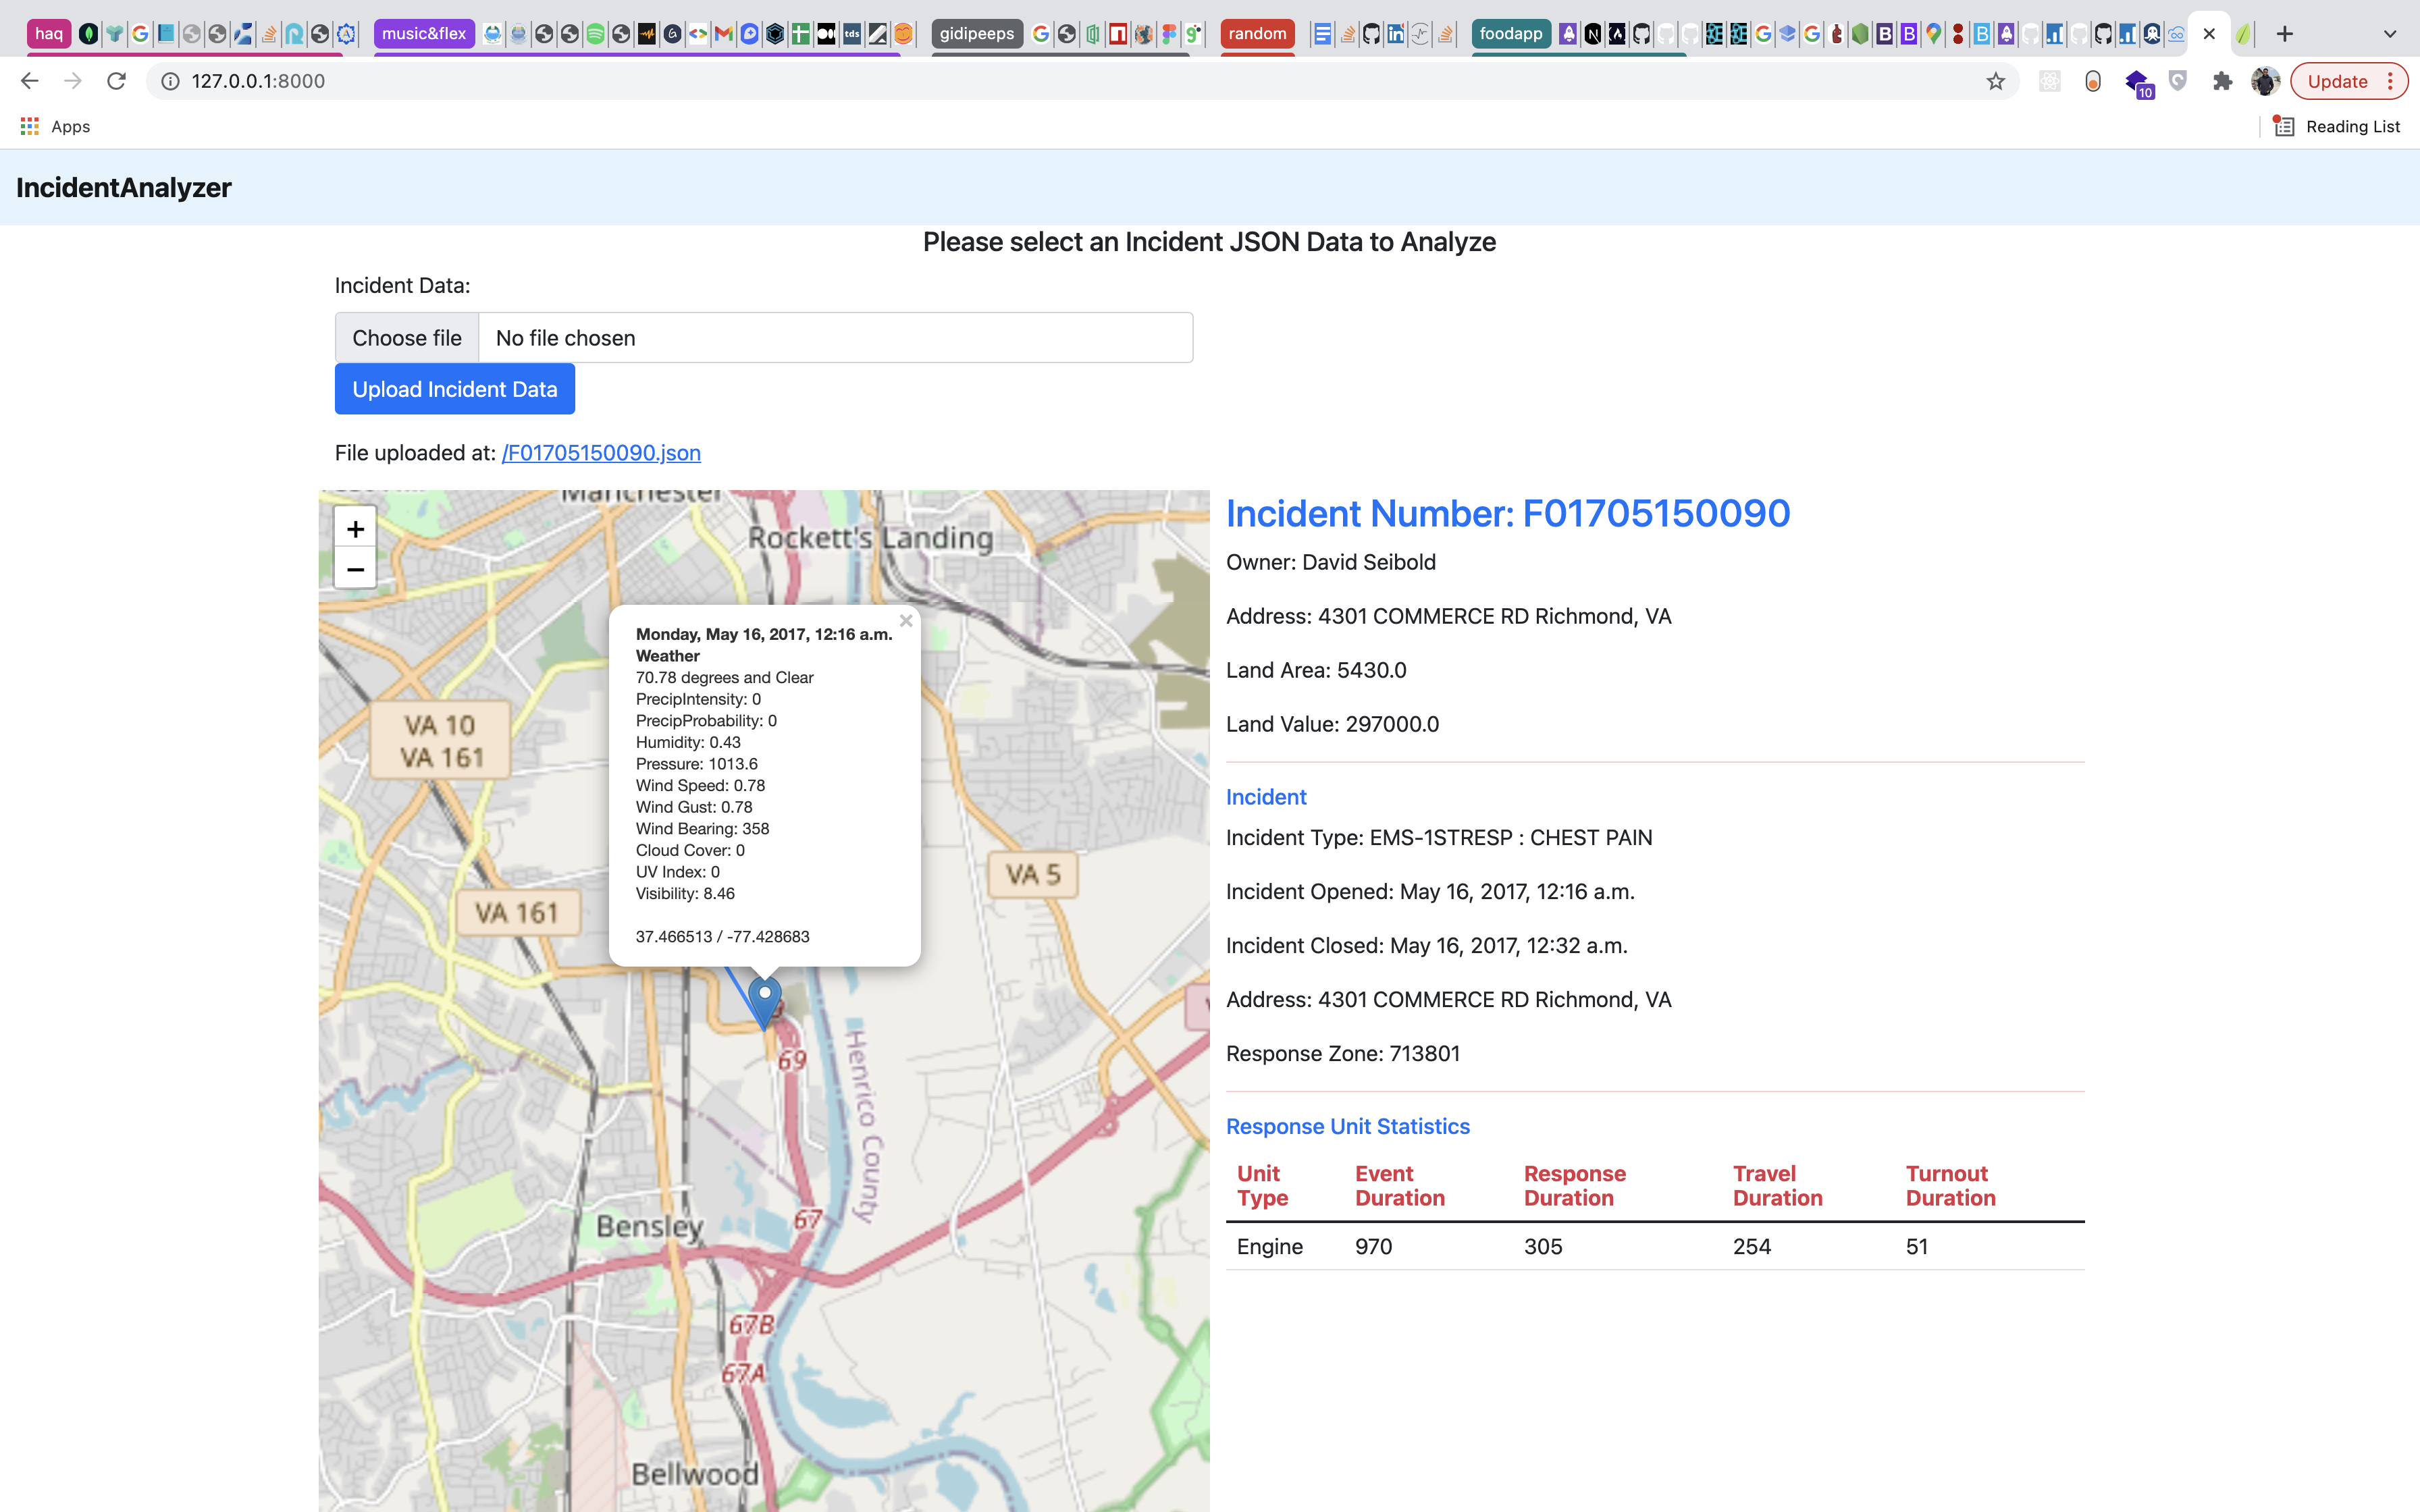 haq
music&flex
gidipeeps
random
foodapp
127.0.0.1:8000
10
Update
Apps
Reading List
IncidentAnalyzer
Please select an Incident JSON Data to Analyze
Incident Data:
Choose file No file chosen
Upload Incident Data
File uploaded at: /F01705150090.json
Manchester
Rockett's Landing
+
−
×
Monday, May 16, 2017, 12:16 a.m.
Weather
70.78 degrees and Clear
PrecipIntensity: 0
PrecipProbability: 0
Humidity: 0.43
Pressure: 1013.6
Wind Speed: 0.78
Wind Gust: 0.78
Wind Bearing: 358
Cloud Cover: 0
UV Index: 0
Visibility: 8.46
37.466513 / -77.428683
VA 10
VA 161
VA 161
VA 5
69
Henrico County
67
Bensley
67B
67A
Bellwood
Incident Number: F01705150090
Owner: David Seibold
Address: 4301 COMMERCE RD Richmond, VA
Land Area: 5430.0
Land Value: 297000.0
Incident
Incident Type: EMS-1STRESP : CHEST PAIN
Incident Opened: May 16, 2017, 12:16 a.m.
Incident Closed: May 16, 2017, 12:32 a.m.
Address: 4301 COMMERCE RD Richmond, VA
Response Zone: 713801
Response Unit Statistics
Unit Type Event Duration Response Duration Travel Duration Turnout Duration
Engine 970 305 254 51